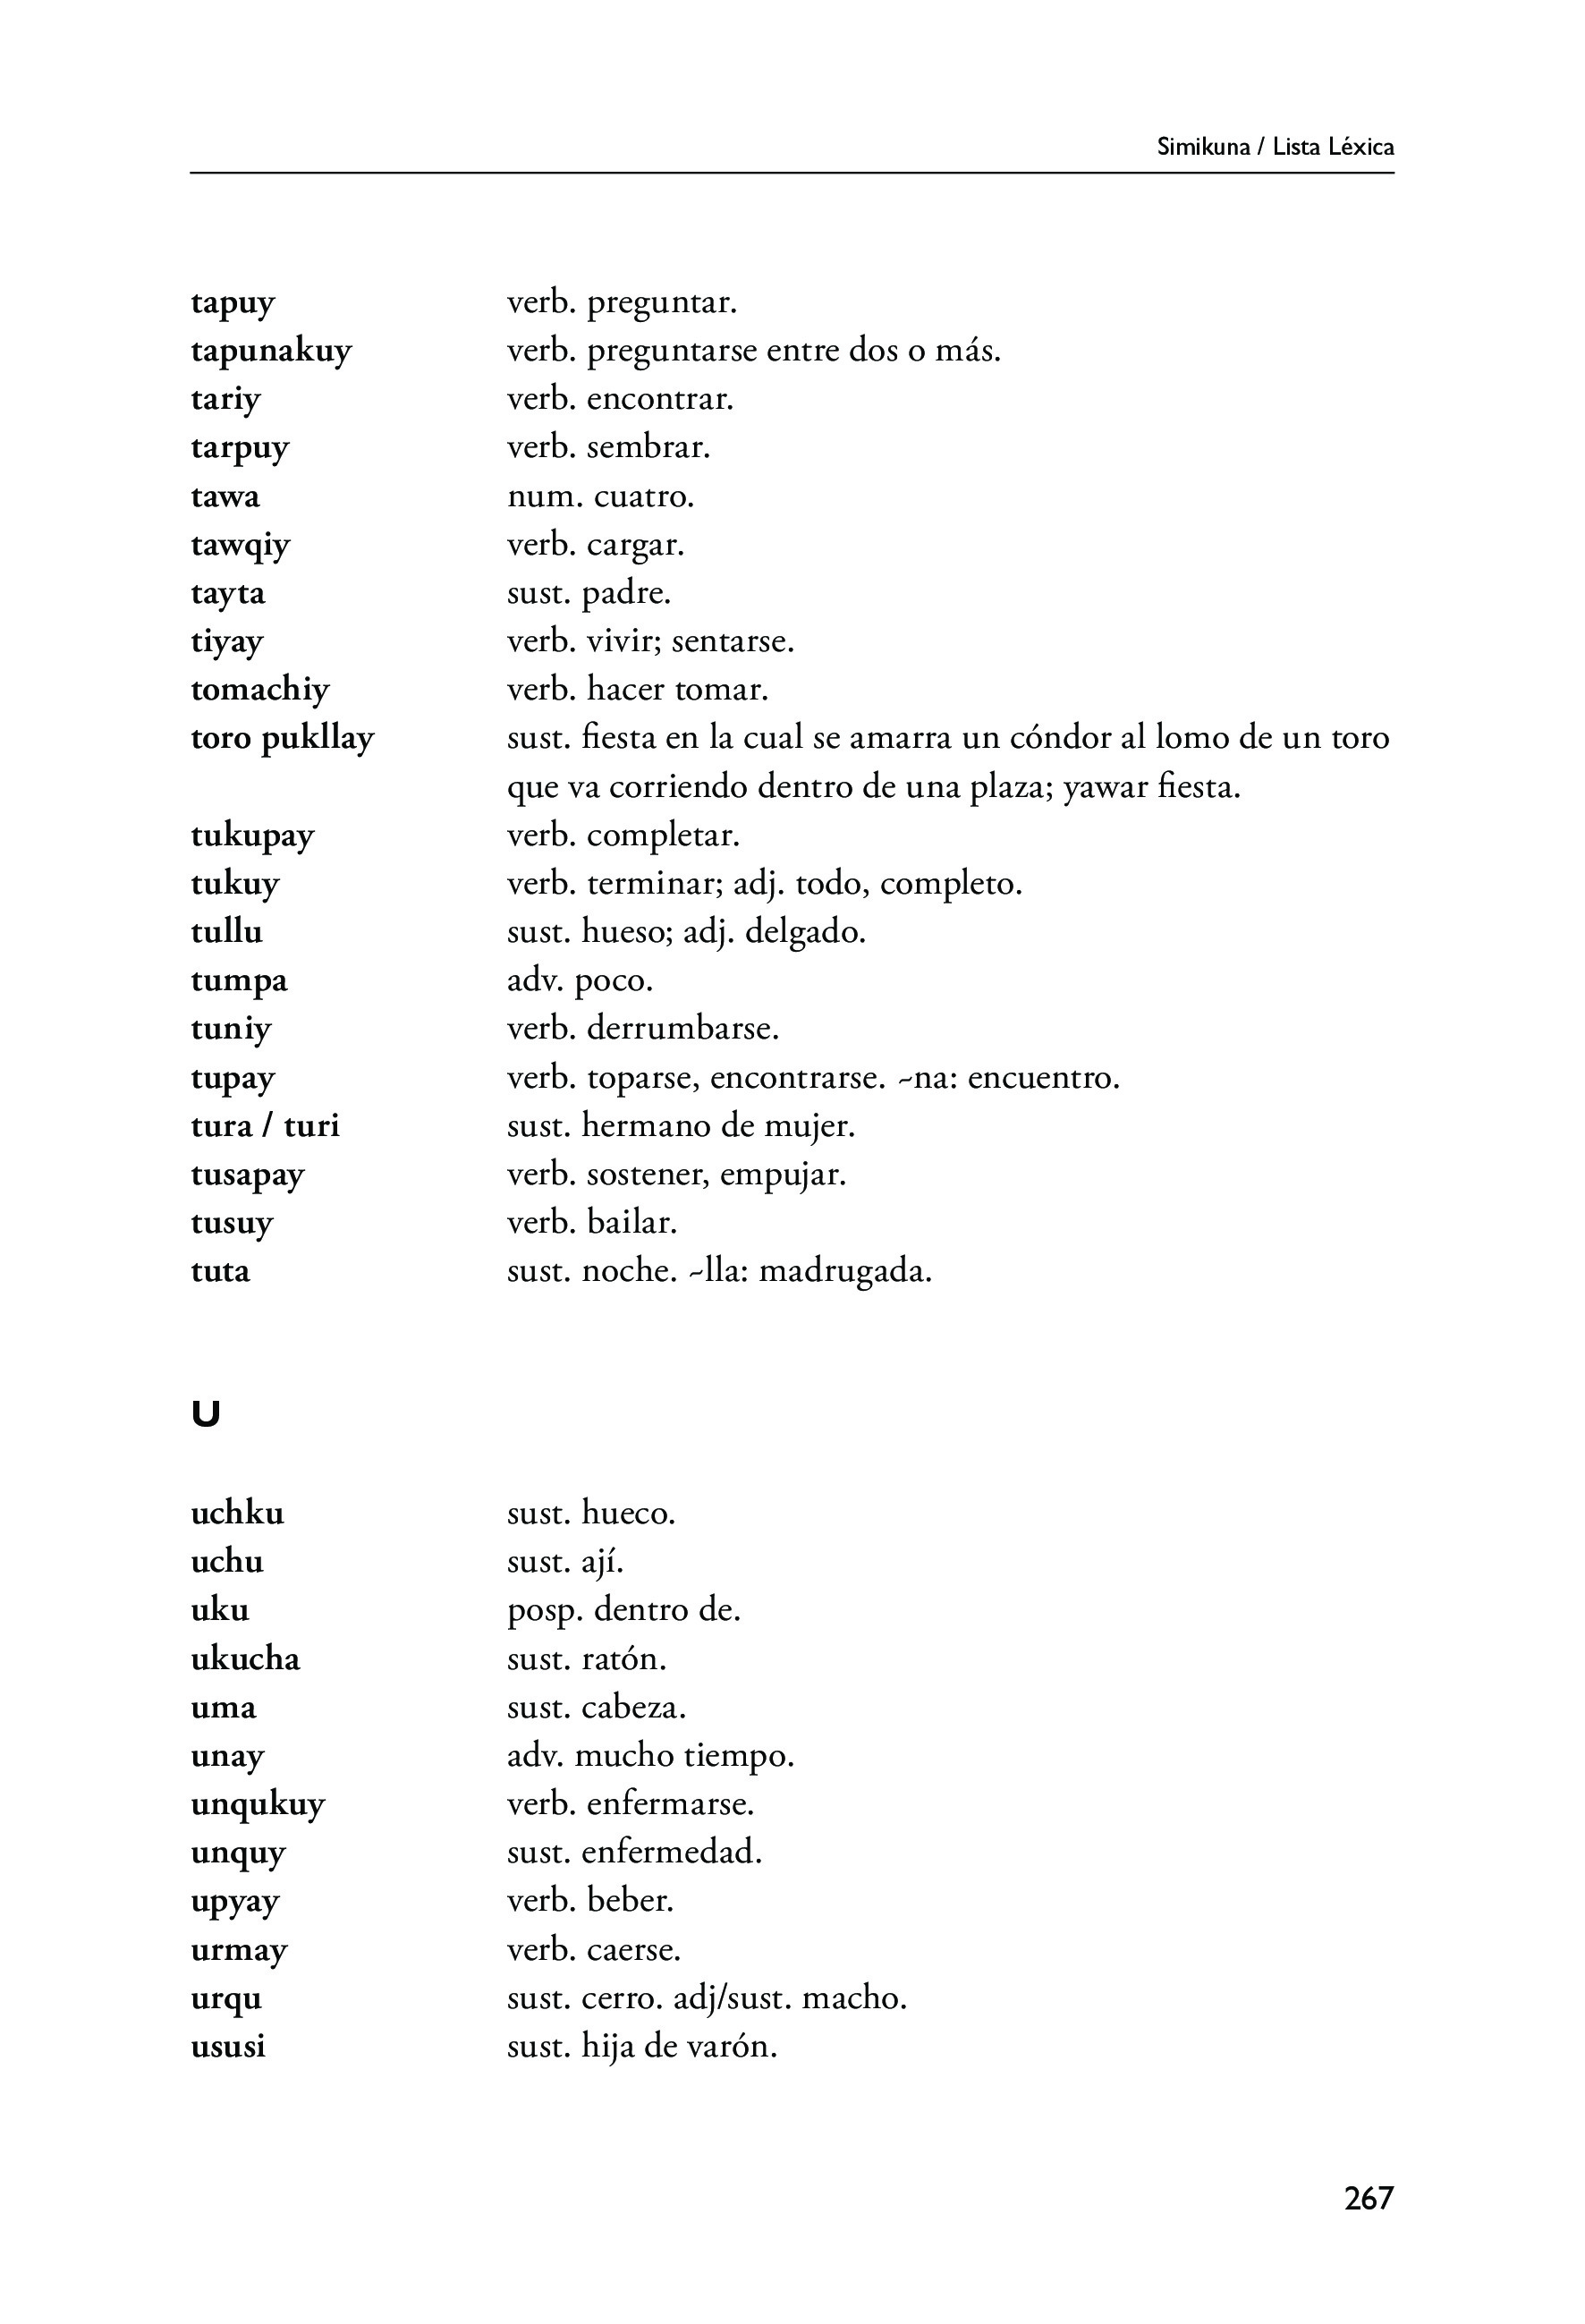 Simikuna / Lista Léxica
tapuy verb. preguntar.
tapunakuy verb. preguntarse entre dos o más.
tariy verb. encontrar.
tarpuy verb. sembrar.
tawa num. cuatro.
tawqiy verb. cargar.
tayta sust. padre.
tiyay verb. vivir; sentarse.
tomachiy verb. hacer tomar.
toro pukllay sust. fiesta en la cual se amarra un cóndor al lomo de un toro
que va corriendo dentro de una plaza; yawar fiesta.
tukupay verb. completar.
tukuy verb. terminar; adj. todo, completo.
tullu sust. hueso; adj. delgado.
tumpa adv. poco.
tuniy verb. derrumbarse.
tupay verb. toparse, encontrarse. ~na: encuentro.
tura / turi sust. hermano de mujer.
tusapay verb. sostener, empujar.
tusuy verb. bailar.
tuta sust. noche. ~lla: madrugada.
U
uchku sust. hueco.
uchu sust. ají.
uku posp. dentro de.
ukucha sust. ratón.
uma sust. cabeza.
unay adv. mucho tiempo.
unqukuy verb. enfermarse.
unquy sust. enfermedad.
upyay verb. beber.
urmay verb. caerse.
urqu sust. cerro. adj/sust. macho.
ususi sust. hija de varón.
267